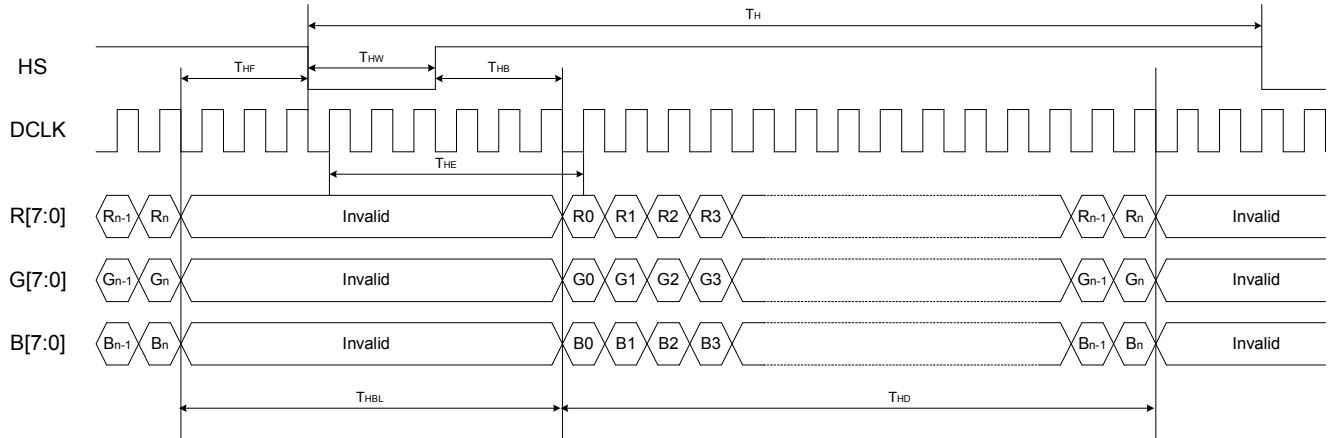 TH
HS
THF THW THB
DCLK
THE
R[7:0] Rn-1 Rn Invalid R0 R1 R2 R3 Rn-1 Rn Invalid
G[7:0] Gn-1 Gn Invalid G0 G1 G2 G3 Gn-1 Gn Invalid
B[7:0] Bn-1 Bn Invalid B0 B1 B2 B3 Bn-1 Bn Invalid
THBL THD